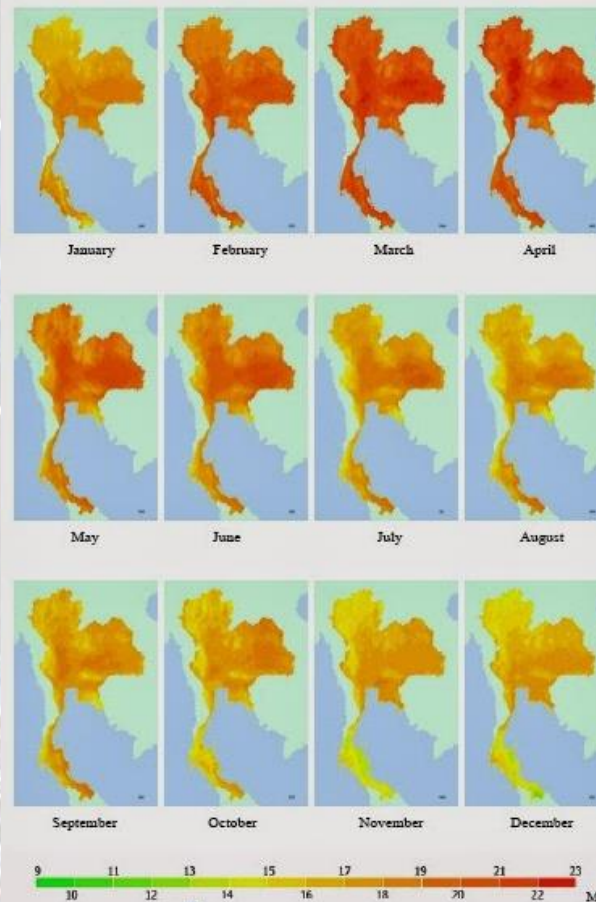 January February March April
May June July August
September October November December
9 11 13 15 17 19 21 23
10 12 14 16 18 20 22 M